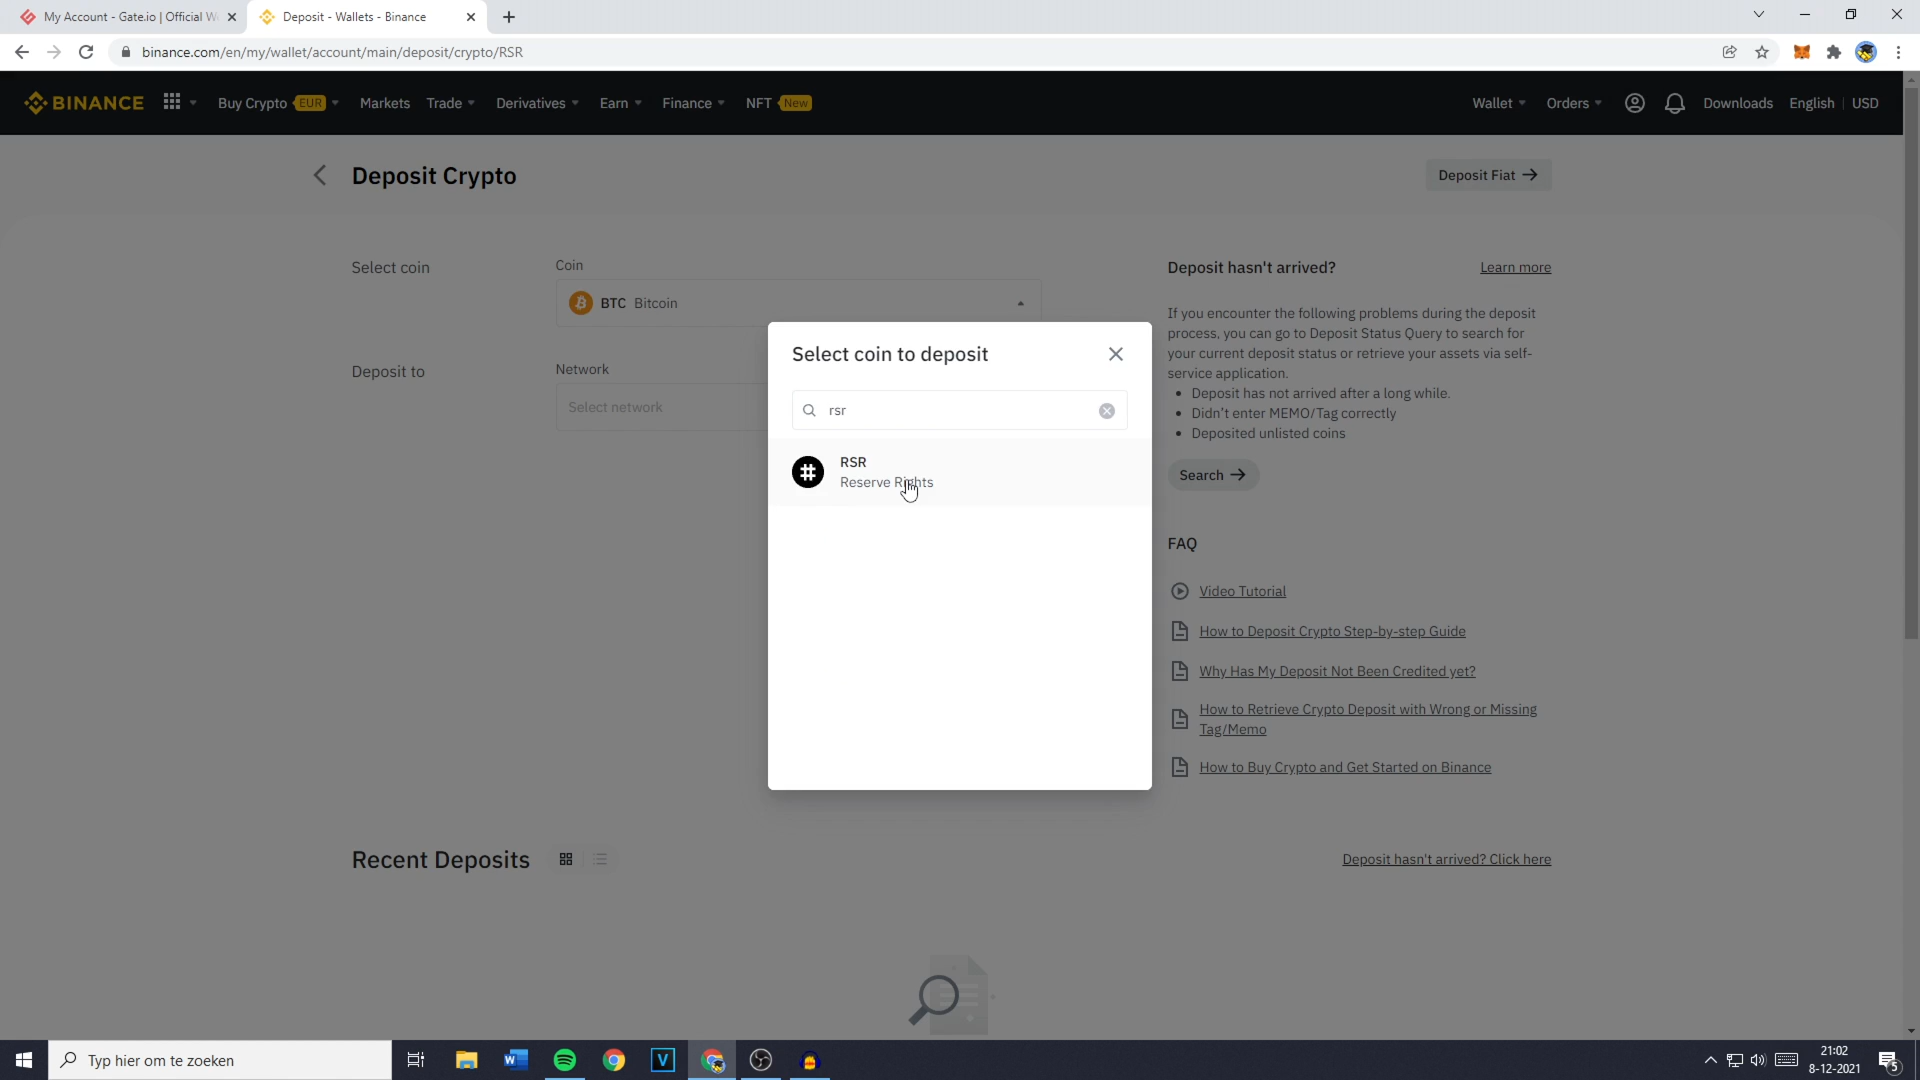 My Account - Gate.io | Official W
Deposit - Wallets - Binance
binance.com/en/my/wallet/account/main/deposit/crypto/RSR
BINANCE
Buy Crypto EUR
Markets
Trade
Derivatives
Earn
Finance
NFT New
Wallet
Orders
Downloads
English
USD
Deposit Crypto
Deposit Fiat
Select coin
Coin
BTC Bitcoin
Deposit to
Network
Select network
Select coin to deposit
rsr
RSR
Reserve Rights
Deposit hasn't arrived?
Learn more
If you encounter the following problems during the deposit
process, you can go to Deposit Status Query to search for
your current deposit status or retrieve your assets via self-
service application.
• Deposit has not arrived after a long while.
• Didn't enter MEMO/Tag correctly
• Deposited unlisted coins
Search
FAQ
Video Tutorial
How to Deposit Crypto Step-by-step Guide
Why Has My Deposit Not Been Credited yet?
How to Retrieve Crypto Deposit with Wrong or Missing
Tag/Memo
How to Buy Crypto and Get Started on Binance
Recent Deposits
Deposit hasn't arrived? Click here
Typ hier om te zoeken
21:02
8-12-2021
5